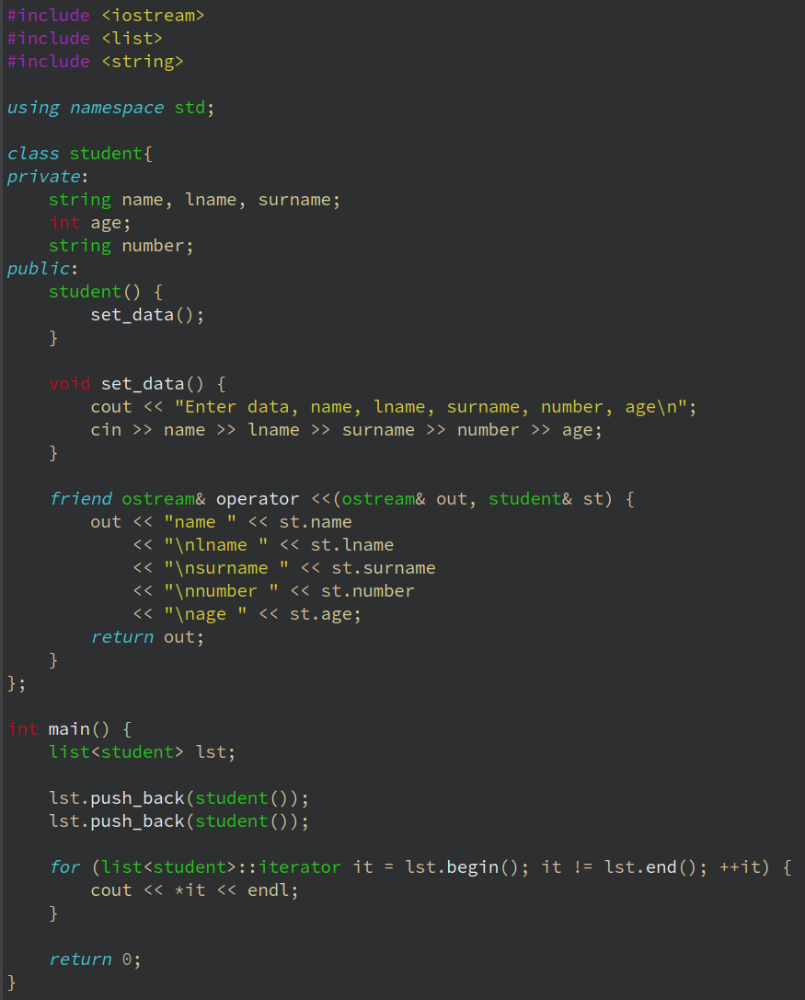 #include <iostream>
#include <list>
#include <string>

using namespace std;

class student{
private:
    string name, lname, surname;
    int age;
    string number;
public:
    student() {
        set_data();
    }

    void set_data() {
        cout << "Enter data, name, lname, surname, number, age\n";
        cin >> name >> lname >> surname >> number >> age;
    }

    friend ostream& operator <<(ostream& out, student& st) {
        out << "name " << st.name
            << "\nlname " << st.lname
            << "\nsurname " << st.surname
            << "\nnumber " << st.number
            << "\nage " << st.age;
        return out;
    }
};

int main() {
    list<student> lst;

    lst.push_back(student());
    lst.push_back(student());

    for (list<student>::iterator it = lst.begin(); it != lst.end(); ++it) {
        cout << *it << endl;
    }

    return 0;
}